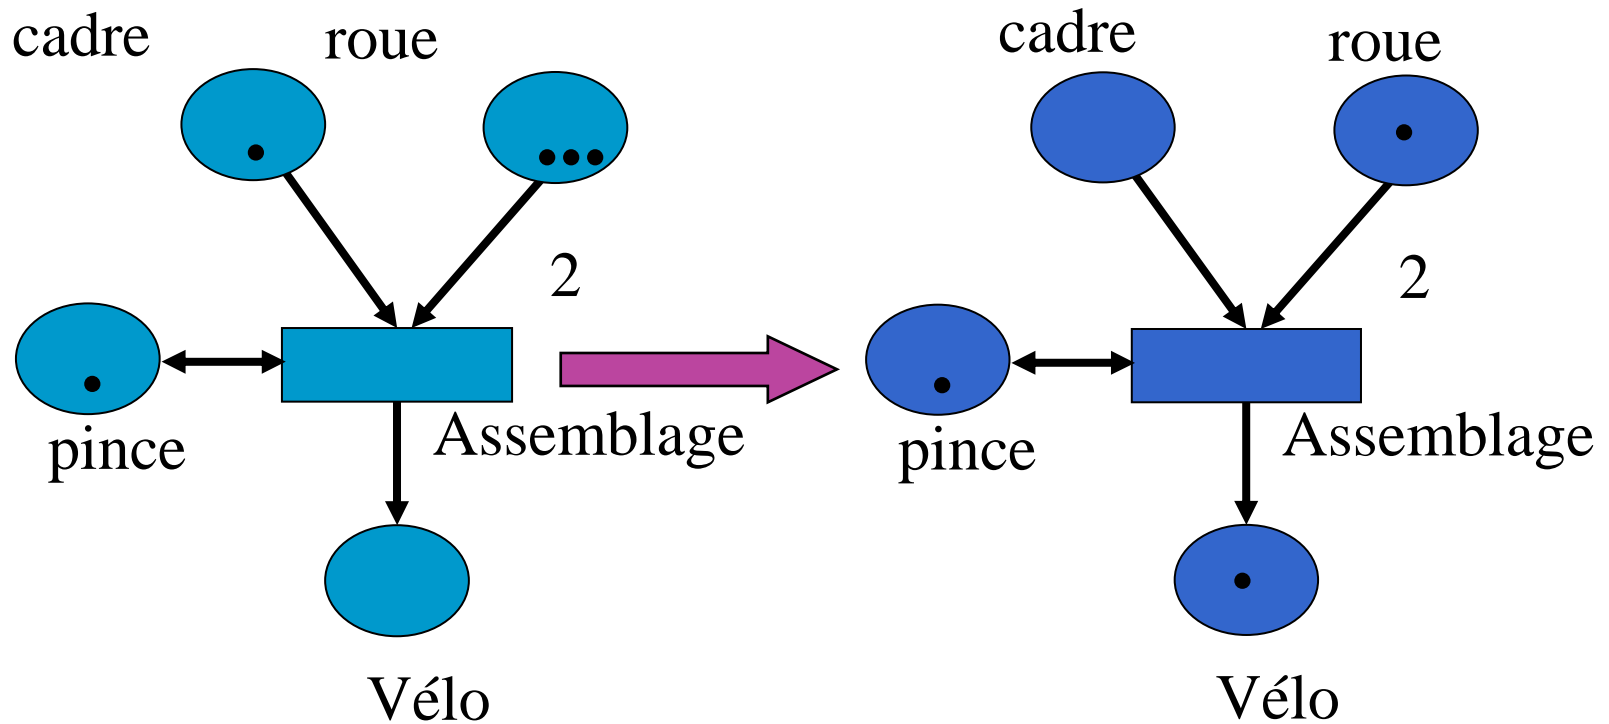 cadre
roue
2
pince
Assemblage
Vélo
cadre
roue
2
pince
Assemblage
Vélo